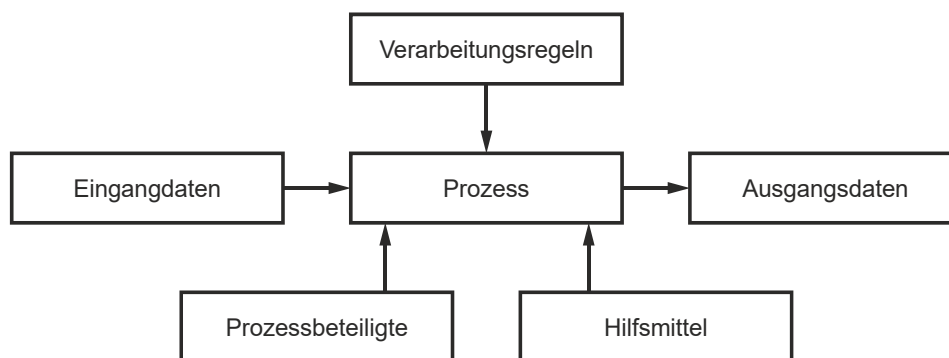 Verarbeitungsregeln
Eingangdaten
Prozess
Ausgangsdaten
Prozessbeteiligte
Hilfsmittel